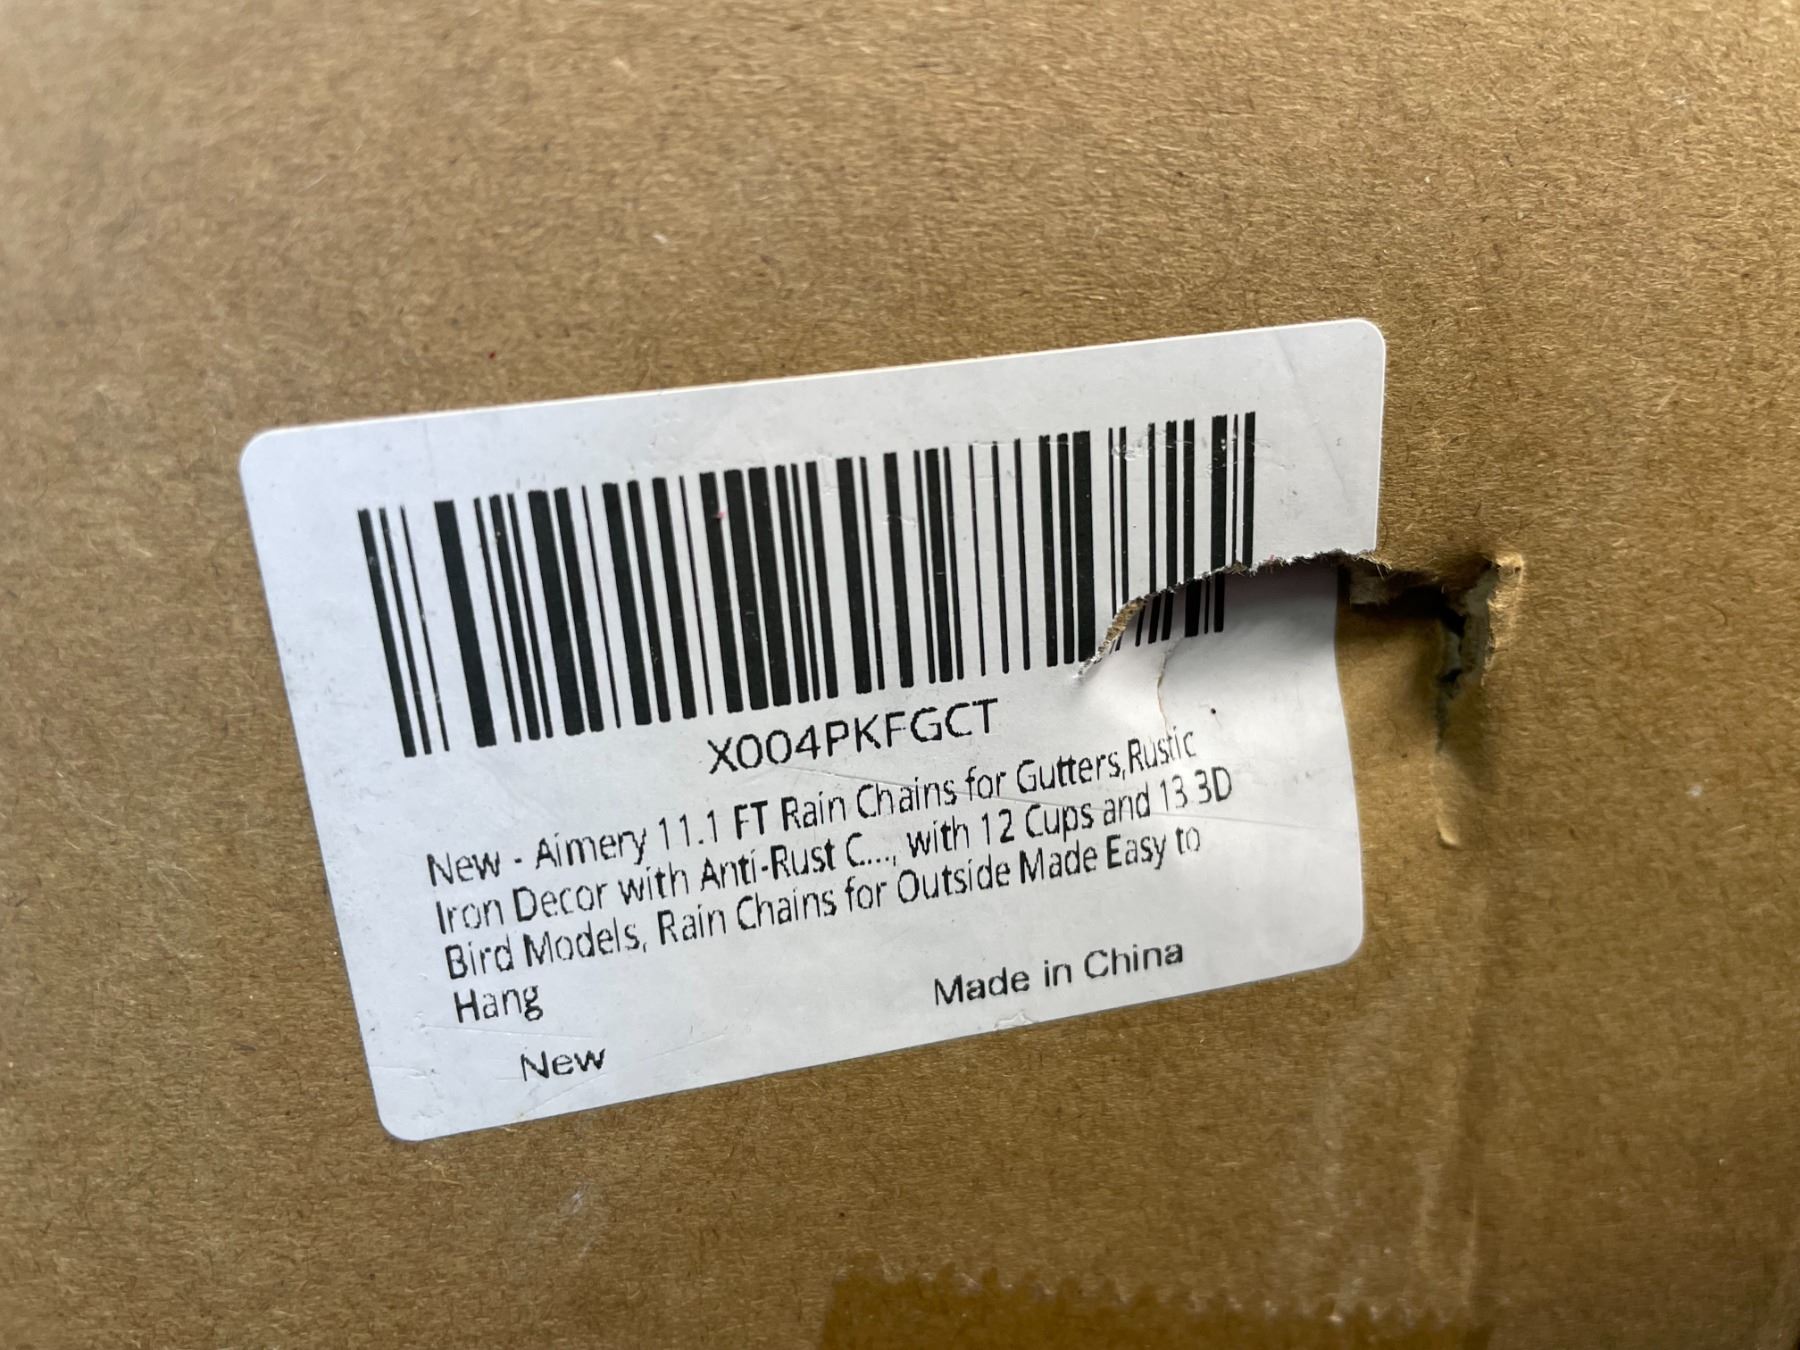 X004PKFGCT
New - Aimery 11.1 FT Rain Chains for Gutters,Rustic
Iron Decor with Anti-Rust C..., with 12 Cups and 13 3D
Bird Models, Rain Chains for Outside Made Easy to
Hang
Made in China
New